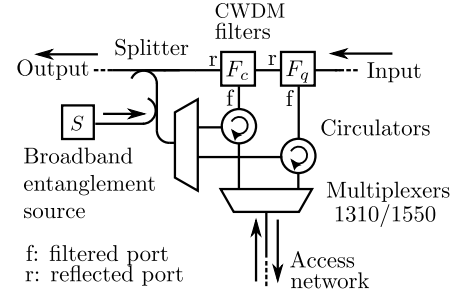 CWDM
filters
Splitter
Output
r
F_c
r
F_q
Input
f
f
S
Circulators
Broadband
entanglement
source
Multiplexers
1310/1550
f: filtered port
r: reflected port
Access
network